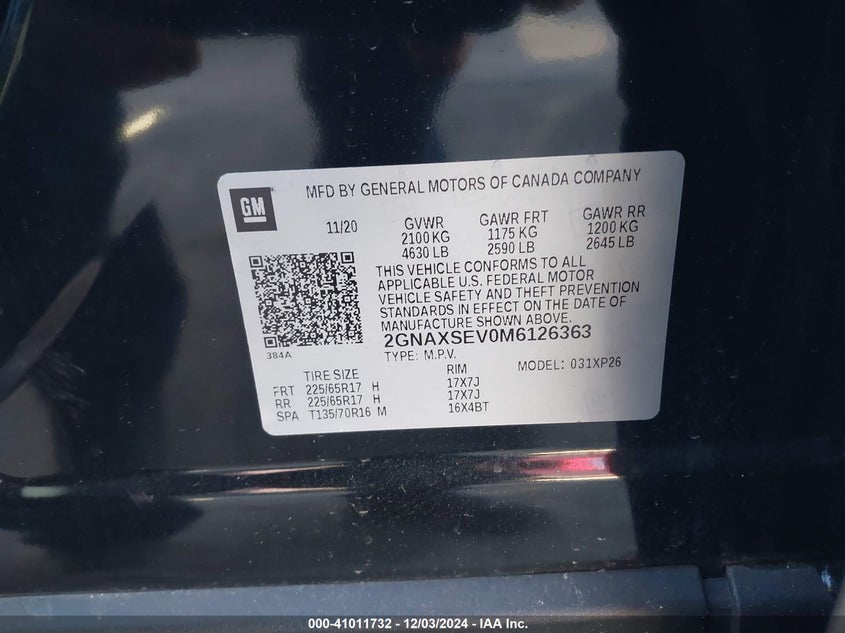 GM
MFD BY GENERAL MOTORS OF CANADA COMPANY
11/20 GVWR GAWR FRT GAWR RR
2100 KG 1175 KG 1200 KG
4630 LB 2590 LB 2645 LB
THIS VEHICLE CONFORMS TO ALL
APPLICABLE U.S. FEDERAL MOTOR
VEHICLE SAFETY AND THEFT PREVENTION
STANDARDS IN EFFECT ON THE DATE OF
MANUFACTURE SHOWN ABOVE.
384A
2GNAXSEV0M6126363
TYPE: M.P.V. MODEL: 031XP26
TIRE SIZE RIM
FRT 225/65R17 H 17X7J
RR 225/65R17 H 17X7J
SPA T135/70R16 M 16X4BT
000-41011732 - 12/03/2024 - IAA Inc.